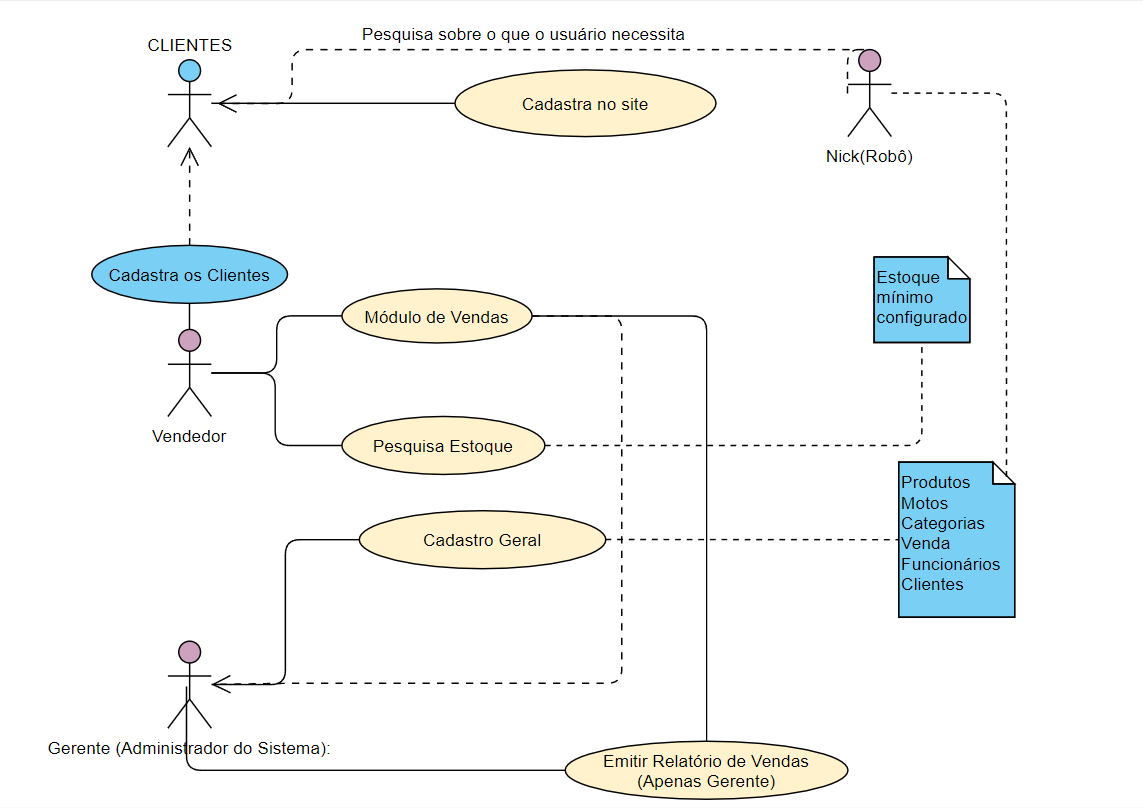 Pesquisa sobre o que o usuário necessita
CLIENTES
Cadastra no site
Nick(Robô)
Cadastra os Clientes
Estoque
mínimo
configurado
Módulo de Vendas
Vendedor
Pesquisa Estoque
Produtos
Motos
Categorias
Venda
Funcionários
Clientes
Cadastro Geral
Gerente (Administrador do Sistema):
Emitir Relatório de Vendas
(Apenas Gerente)